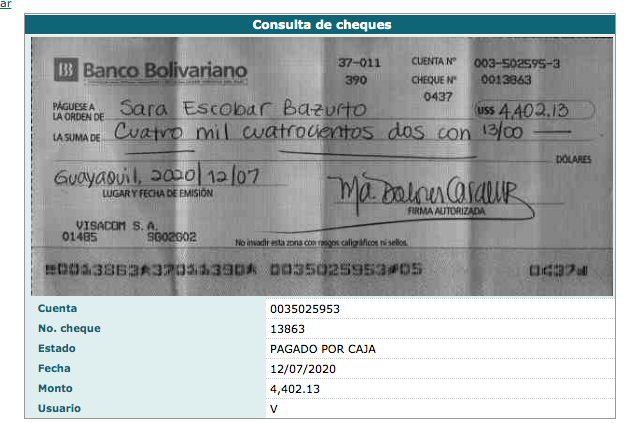 ar
Consulta de cheques
Banco Bolivariano
37-011
390
CUENTA Nº 003-502595-3
CHEQUE Nº 0013863
0437
PÁGUESE A
LA ORDEN DE Sara Escobar Bazurto US$ 4,402.13
LA SUMA DE Cuatro mil cuatrocientos dos con 13/00
DÓLARES
Guayaquil, 2020/12/07
LUGAR Y FECHA DE EMISIÓN
FIRMA AUTORIZADA
VISACOM S.A.
01485 9G02G02
No invadir esta zona con rasgos caligráficos ni sellos.
Cuenta 0035025953
No. cheque 13863
Estado PAGADO POR CAJA
Fecha 12/07/2020
Monto 4,402.13
Usuario V